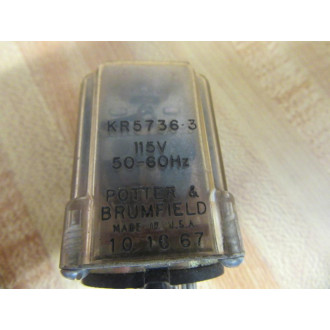 KR5736-3
115V
50-60Hz
POTTER &
BRUMFIELD
MADE IN U.S.A.
10 10 67